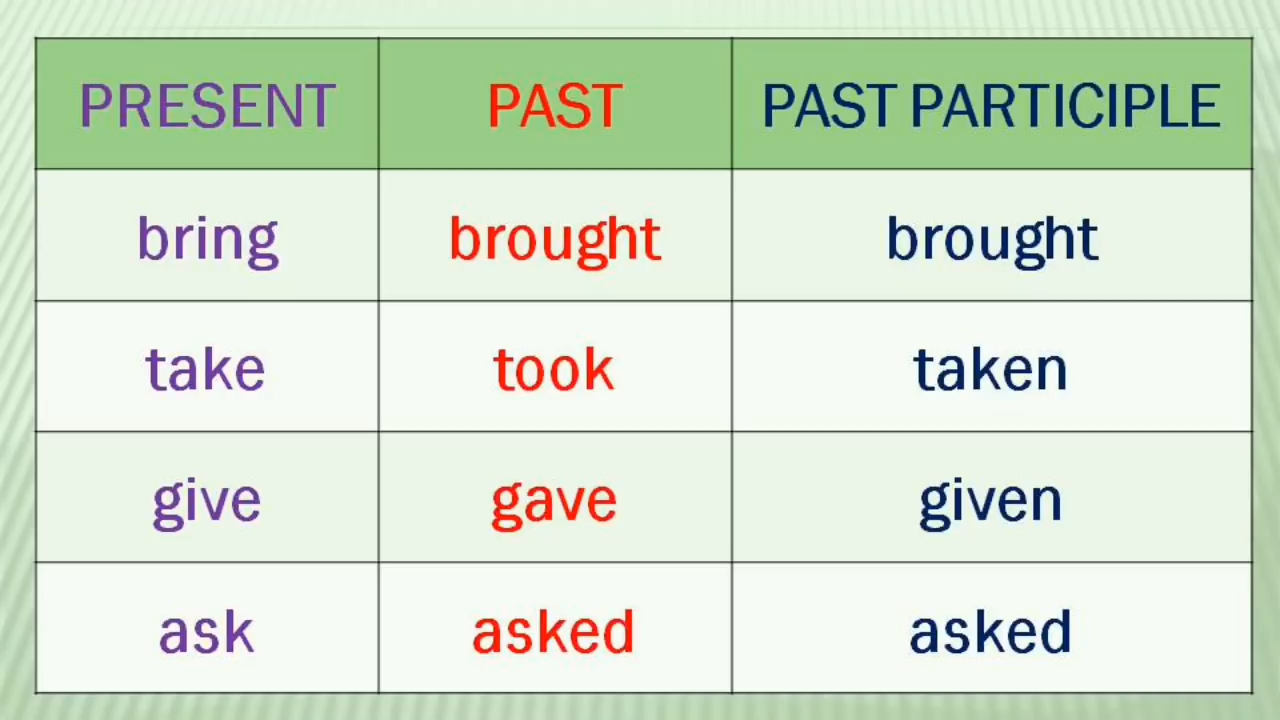 PRESENT PAST PAST PARTICIPLE
bring brought brought
take took taken
give gave given
ask asked asked